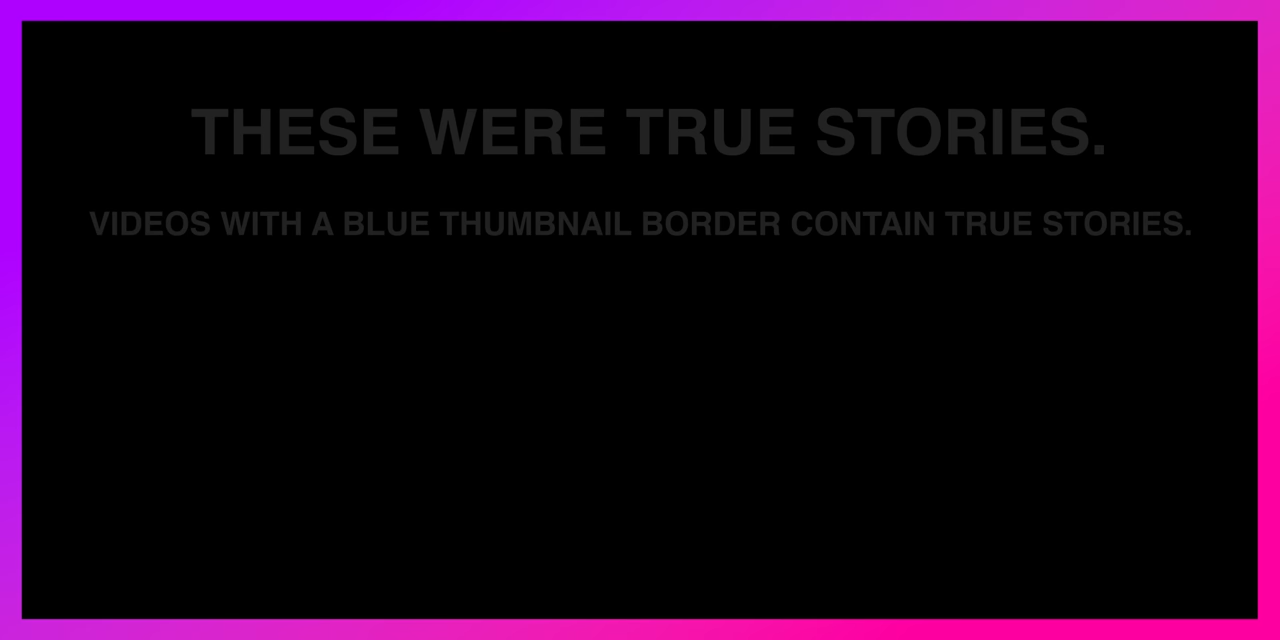 THESE WERE TRUE STORIES.
VIDEOS WITH A BLUE THUMBNAIL BORDER CONTAIN TRUE STORIES.